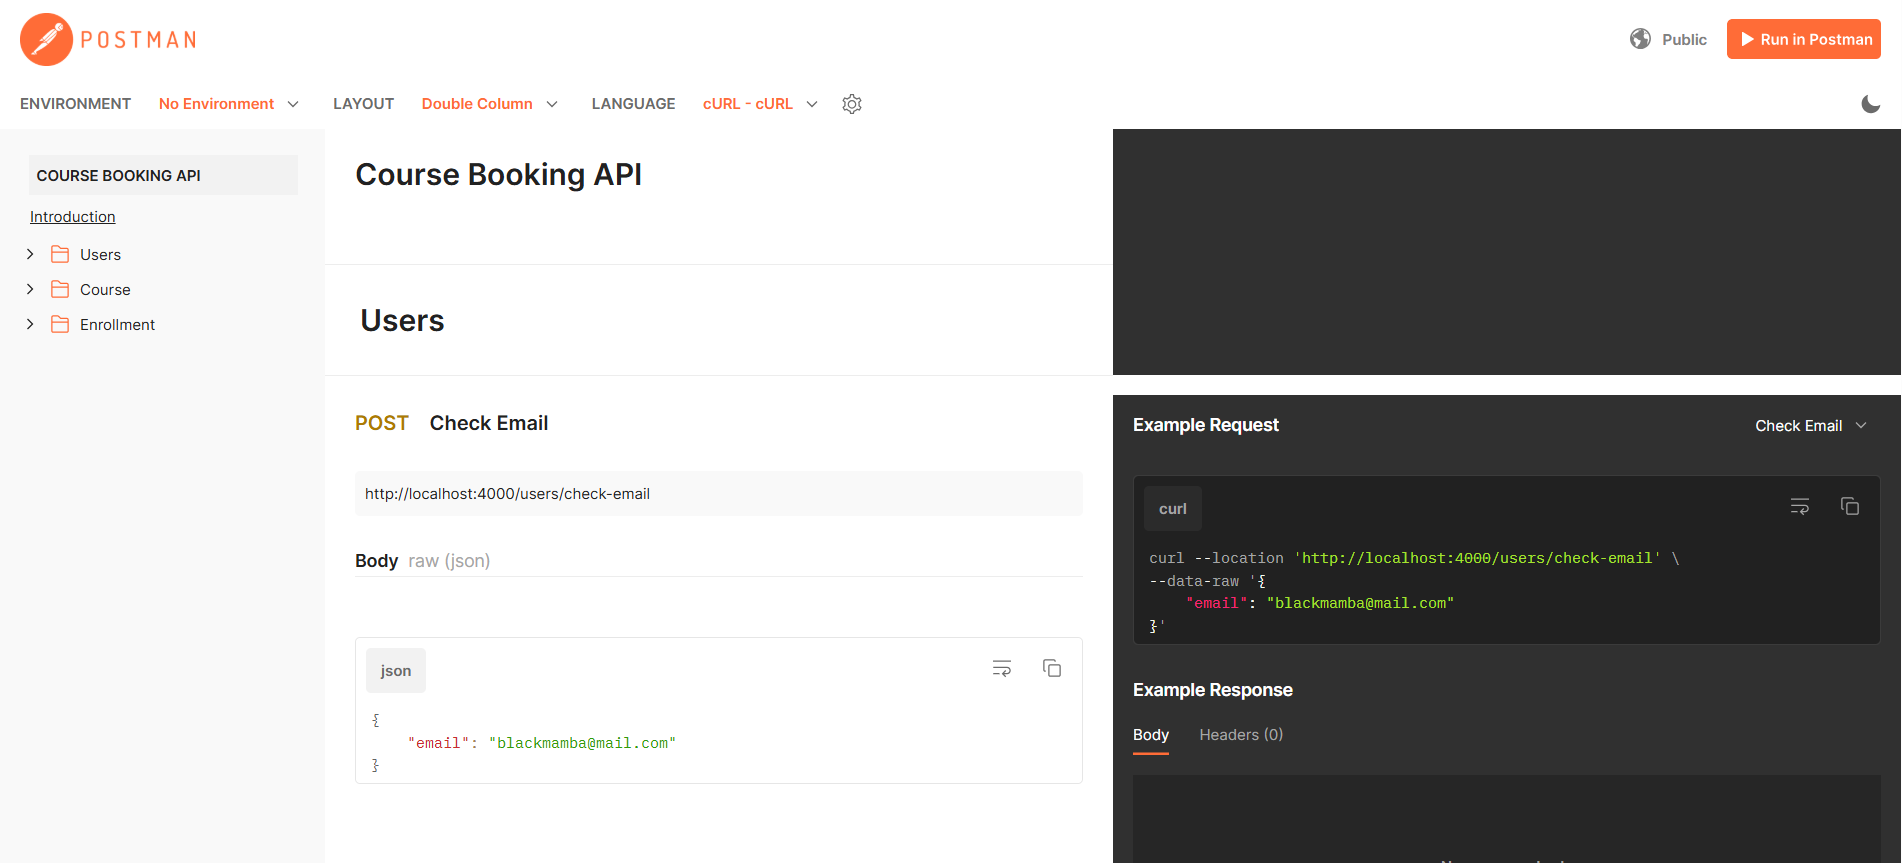 POSTMAN
Public
Run in Postman
ENVIRONMENT No Environment LAYOUT Double Column LANGUAGE cURL - cURL
COURSE BOOKING API
Introduction
Users
Course
Enrollment
Course Booking API
Users
POST Check Email
http://localhost:4000/users/check-email
Body raw (json)
json
{
"email": "blackmamba@mail.com"
}
Example Request
Check Email
curl
curl --location 'http://localhost:4000/users/check-email' \
--data-raw '{
"email": "blackmamba@mail.com"
}'
Example Response
Body Headers (0)